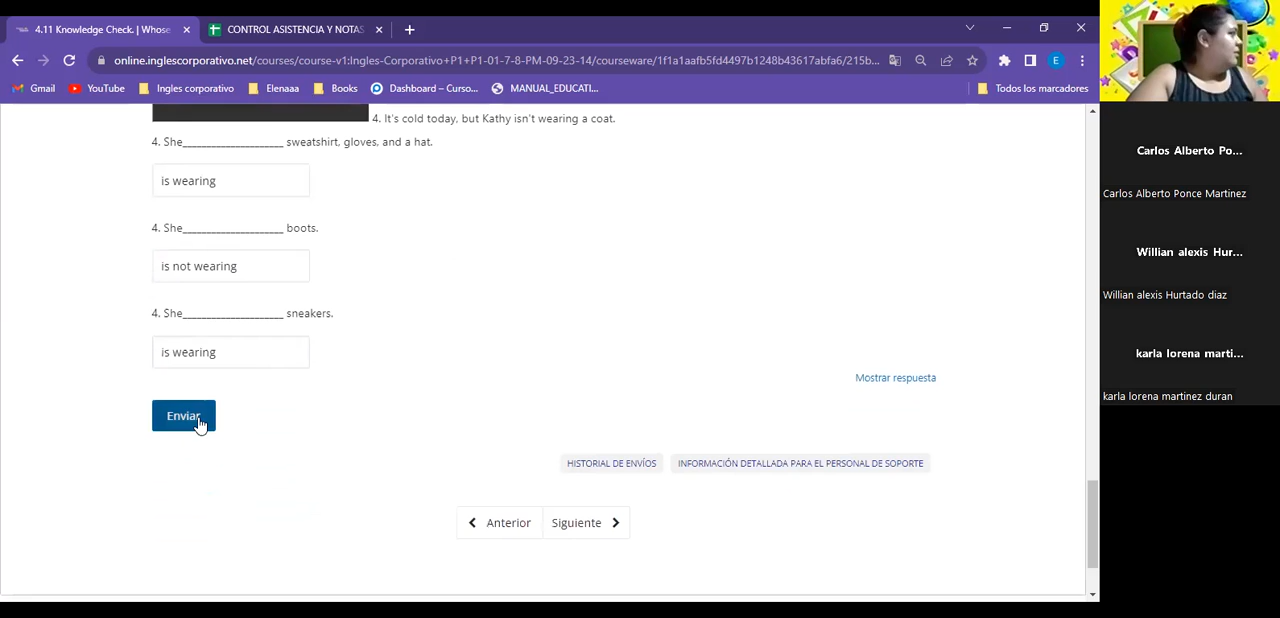 4.11 Knowledge Check. | Whose
CONTROL ASISTENCIA Y NOTAS
online.inglescorporativo.net/courses/course-v1:Ingles-Corporativo+P1+P1-01-7-8-PM-09-23-14/courseware/1f1a1aafb5fd4497b1248b43617abfa6/215b...
E
Gmail
YouTube
Ingles corporativo
Elenaaa
Books
Dashboard – Curso...
MANUAL_EDUCATI...
Todos los marcadores
4. It's cold today, but Kathy isn't wearing a coat.
4. She____________________ sweatshirt, gloves, and a hat.
is wearing
4. She____________________ boots.
is not wearing
4. She____________________ sneakers.
is wearing
Mostrar respuesta
Enviar
HISTORIAL DE ENVÍOS
INFORMACIÓN DETALLADA PARA EL PERSONAL DE SOPORTE
Anterior
Siguiente
Carlos Alberto Po...
Carlos Alberto Ponce Martinez
Willian alexis Hur...
Willian alexis Hurtado diaz
karla lorena marti...
karla lorena martinez duran